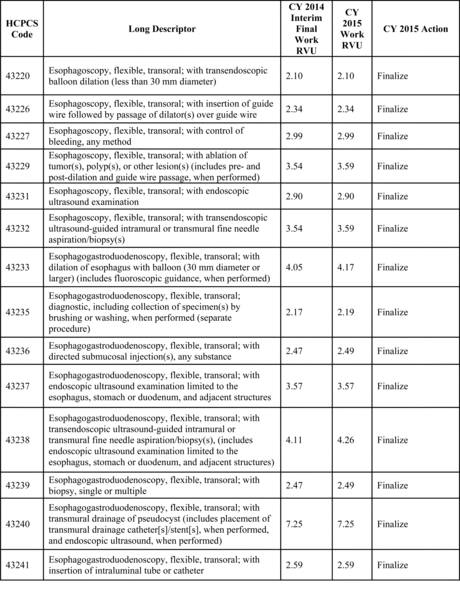 HCPCS Code | Long Descriptor | CY 2014 Interim Final Work RVU | CY 2015 Work RVU | CY 2015 Action
43220 | Esophagoscopy, flexible, transoral; with transendoscopic balloon dilation (less than 30 mm diameter) | 2.10 | 2.10 | Finalize
43226 | Esophagoscopy, flexible, transoral; with insertion of guide wire followed by passage of dilator(s) over guide wire | 2.34 | 2.34 | Finalize
43227 | Esophagoscopy, flexible, transoral; with control of bleeding, any method | 2.99 | 2.99 | Finalize
43229 | Esophagoscopy, flexible, transoral; with ablation of tumor(s), polyp(s), or other lesion(s) (includes pre- and post-dilation and guide wire passage, when performed) | 3.54 | 3.59 | Finalize
43231 | Esophagoscopy, flexible, transoral; with endoscopic ultrasound examination | 2.90 | 2.90 | Finalize
43232 | Esophagoscopy, flexible, transoral; with transendoscopic ultrasound-guided intramural or transmural fine needle aspiration/biopsy(s) | 3.54 | 3.59 | Finalize
43233 | Esophagogastroduodenoscopy, flexible, transoral; with dilation of esophagus with balloon (30 mm diameter or larger) (includes fluoroscopic guidance, when performed) | 4.05 | 4.17 | Finalize
43235 | Esophagogastroduodenoscopy, flexible, transoral; diagnostic, including collection of specimen(s) by brushing or washing, when performed (separate procedure) | 2.17 | 2.19 | Finalize
43236 | Esophagogastroduodenoscopy, flexible, transoral; with directed submucosal injection(s), any substance | 2.47 | 2.49 | Finalize
43237 | Esophagogastroduodenoscopy, flexible, transoral; with endoscopic ultrasound examination limited to the esophagus, stomach or duodenum, and adjacent structures | 3.57 | 3.57 | Finalize
43238 | Esophagogastroduodenoscopy, flexible, transoral; with transendoscopic ultrasound-guided intramural or transmural fine needle aspiration/biopsy(s), (includes endoscopic ultrasound examination limited to the esophagus, stomach or duodenum, and adjacent structures) | 4.11 | 4.26 | Finalize
43239 | Esophagogastroduodenoscopy, flexible, transoral; with biopsy, single or multiple | 2.47 | 2.49 | Finalize
43240 | Esophagogastroduodenoscopy, flexible, transoral; with transmural drainage of pseudocyst (includes placement of transmural drainage catheter[s]/stent[s], when performed, and endoscopic ultrasound, when performed) | 7.25 | 7.25 | Finalize
43241 | Esophagogastroduodenoscopy, flexible, transoral; with insertion of intraluminal tube or catheter | 2.59 | 2.59 | Finalize